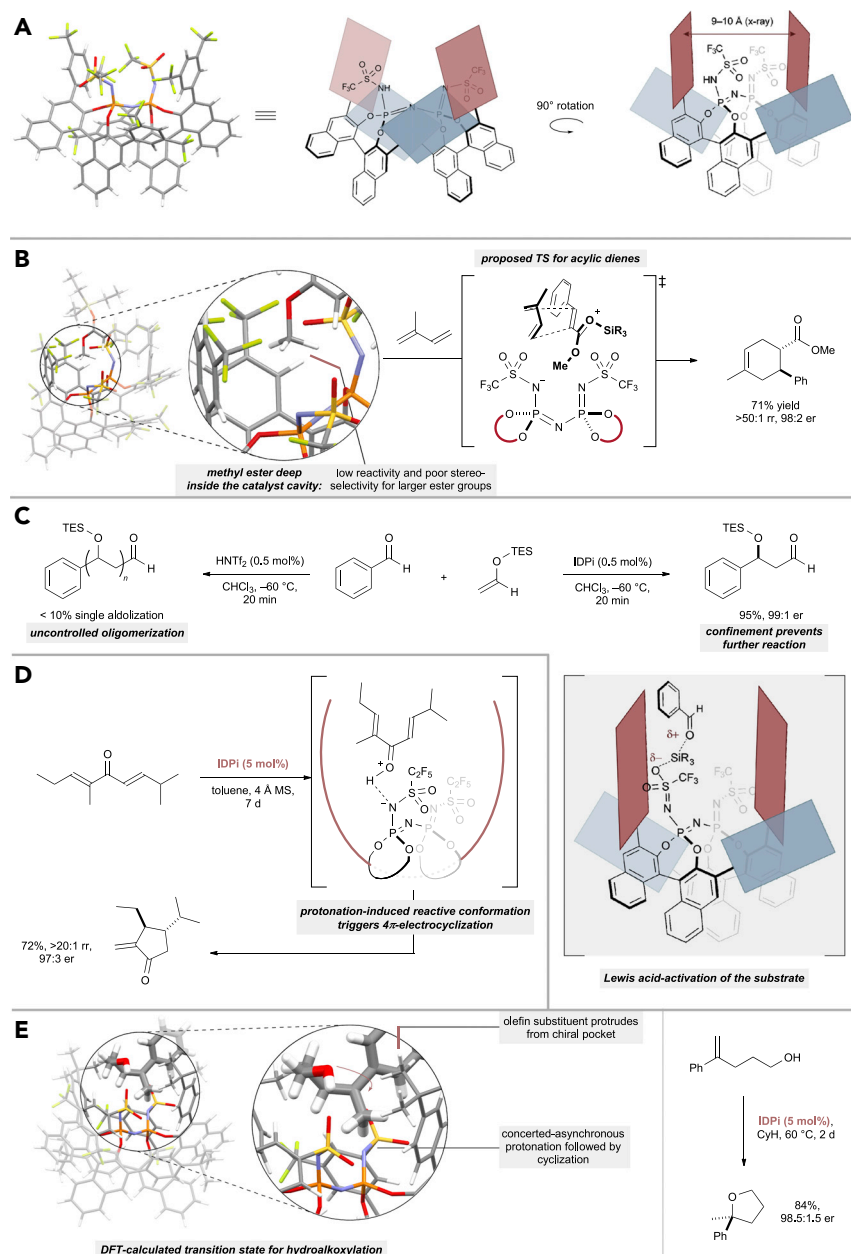 A
F₃C
S
O
O
NH
O
P
N
P
O
O
O
N
S
CF₃
O
O
90° rotation
9–10 Å (x-ray)
F₃C
S
O
O
HN
O
P
N
P
N
O
S
CF₃
O
O
B
methyl ester deep
inside the catalyst cavity:
low reactivity and poor stereo-
selectivity for larger ester groups
proposed TS for acylic dienes
‡
O
+
SiR₃
O
Me
O
O
S
F₃C
N
–
O
O
S
CF₃
N
O
P
N
P
O
O
O
O
OMe
Ph
71% yield
>50:1 rr, 98:2 er
C
TES
O
O
H
n
< 10% single aldolization
uncontrolled oligomerization
HNTf₂ (0.5 mol%)
CHCl₃, –60 °C,
20 min
O
H
+
TES
O
IDPi (0.5 mol%)
CHCl₃, –60 °C,
20 min
TES
O
O
H
95%, 99:1 er
confinement prevents
further reaction
D
O
IDPi (5 mol%)
toluene, 4 Å MS,
7 d
O
+
H
C₂F₅
C₂F₅
–
N
S
O
O
N
S
O
O
P
N
P
O
O
O
protonation-induced reactive conformation
triggers 4π-electrocyclization
72%, >20:1 rr,
97:3 er
O
H
O
δ+
SiR₃
δ–
O
O
S
CF₃
N
F₃C
S
O
O
N
P
N
P
O
O
O
Lewis acid-activation of the substrate
E
olefin substituent protrudes
from chiral pocket
concerted-asynchronous
protonation followed by
cyclization
DFT-calculated transition state for hydroalkoxylation
Ph
OH
IDPi (5 mol%),
CyH, 60 °C, 2 d
O
Ph
84%,
98.5:1.5 er